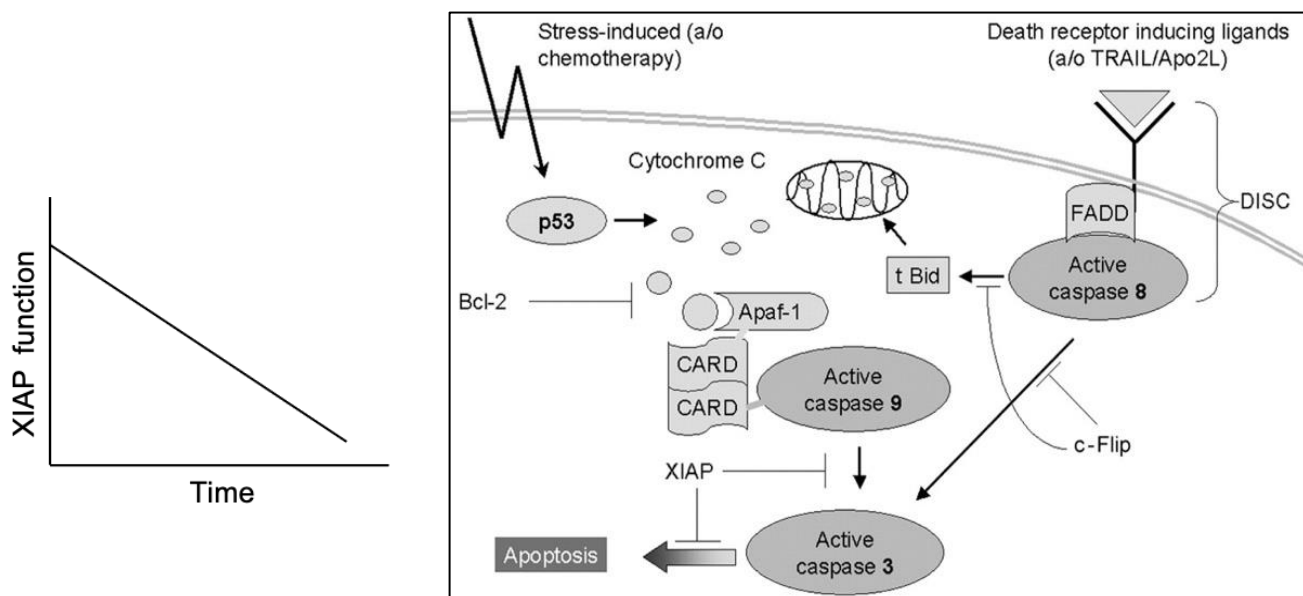 XIAP function
Time
Stress-induced (a/o
chemotherapy)
Death receptor inducing ligands
(a/o TRAIL/Apo2L)
Cytochrome C
p53
FADD
DISC
t Bid
Active
caspase 8
Bcl-2
Apaf-1
CARD
CARD
Active
caspase 9
c-Flip
XIAP
Apoptosis
Active
caspase 3